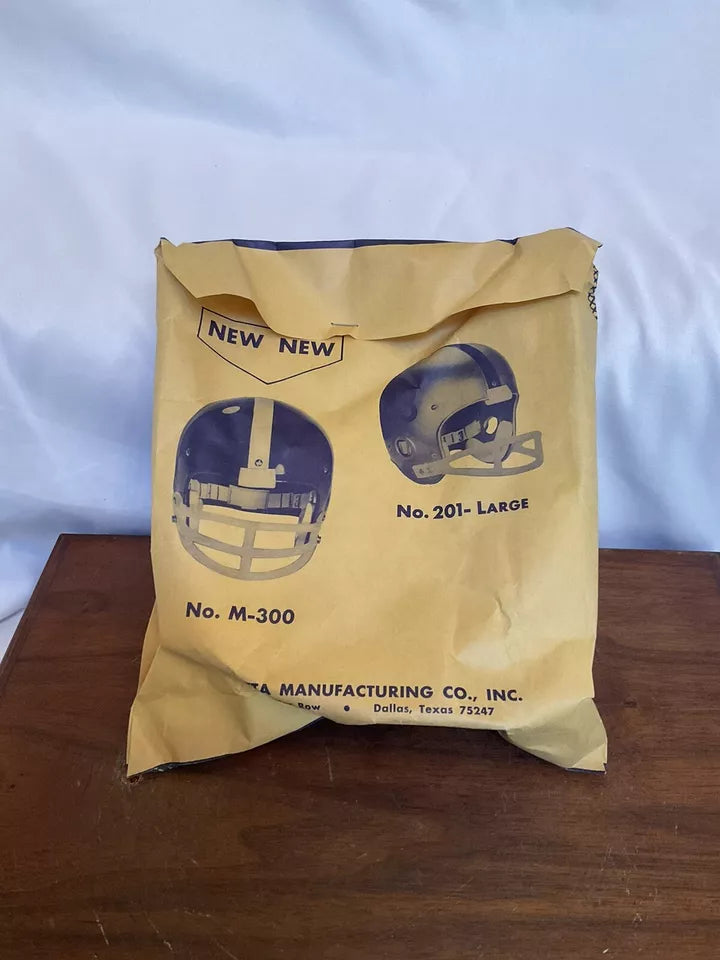 NEW NEW
No. 201- LARGE
No. M-300
MANUFACTURING CO., INC.
Row • Dallas, Texas 75247